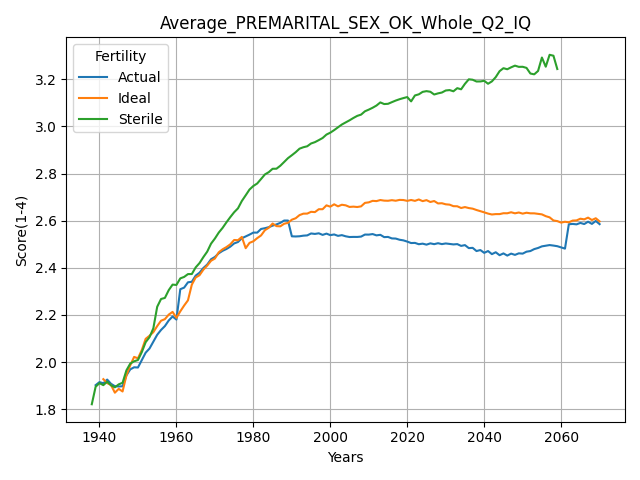 Average_PREMARITAL_SEX_OK_Whole_Q2_IQ
Fertility
Actual
Ideal
Sterile
Score(1-4)
3.2
3.0
2.8
2.6
2.4
2.2
2.0
1.8
1940 1960 1980 2000 2020 2040 2060
Years